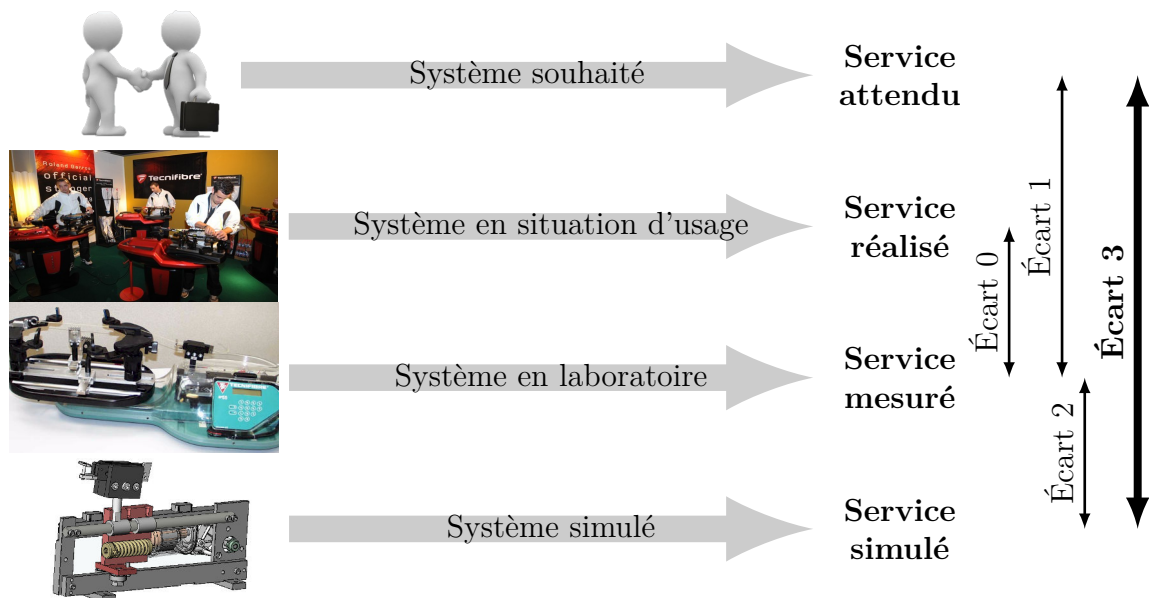 Système souhaité
Service
attendu
Roland Garros
official
stringer
Tecnifibre
Système en situation d'usage
Service
réalisé
Écart 0
Écart 1
Écart 3
TECNIFIBRE
Système en laboratoire
Service
mesuré
Écart 2
Système simulé
Service
simulé